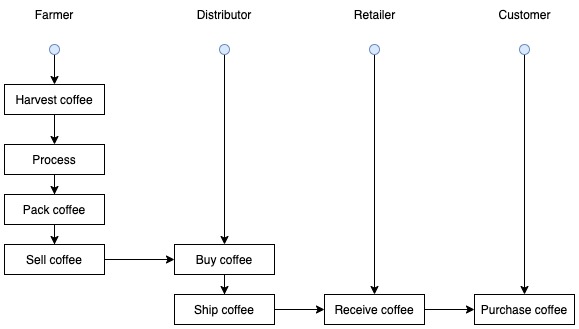 Farmer
Distributor
Retailer
Customer
Harvest coffee
Process
Pack coffee
Sell coffee
Buy coffee
Ship coffee
Receive coffee
Purchase coffee